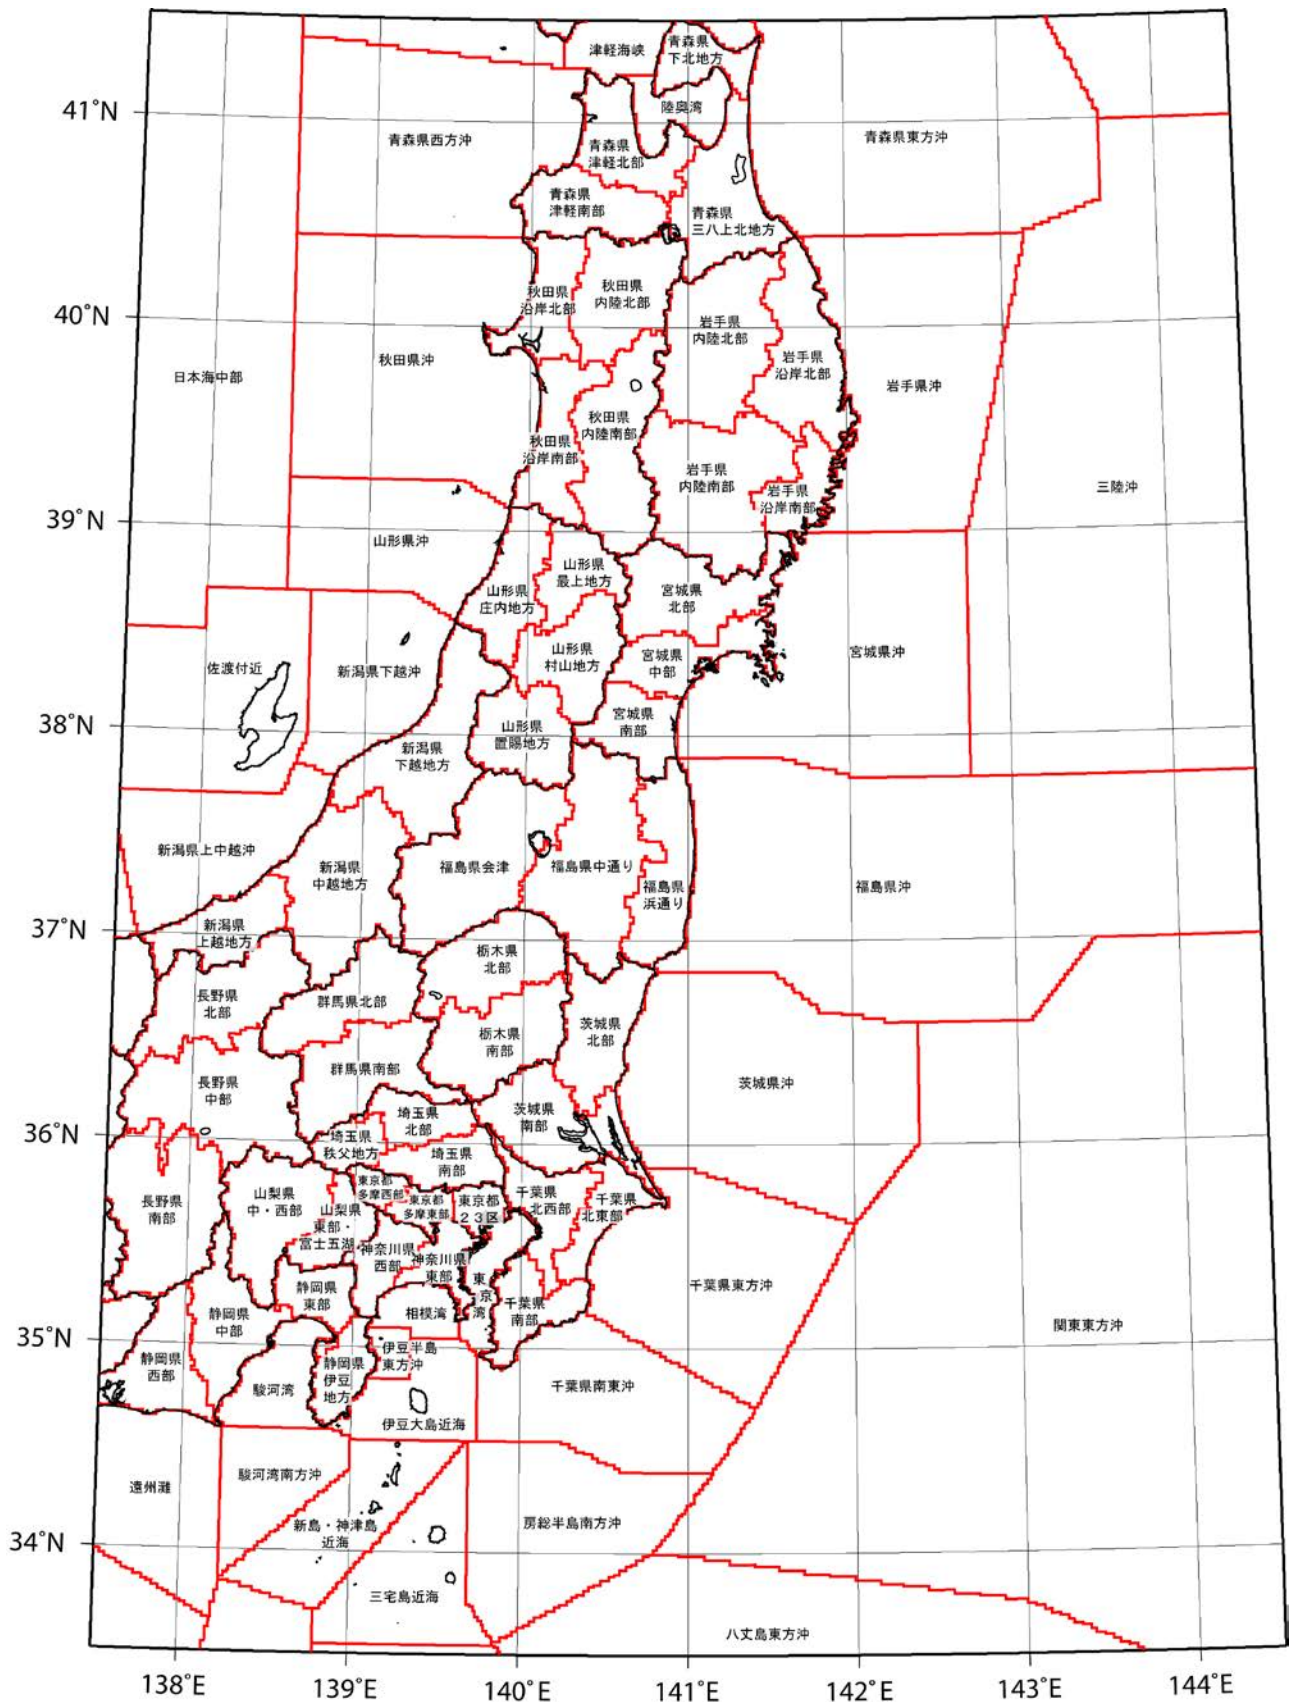 津軽海峡
青森県
下北地方
41°N
陸奥湾
青森県西方沖
青森県東方沖
青森県
津軽北部
青森県
津軽南部
青森県
三八上北地方
秋田県
沿岸北部
秋田県
内陸北部
40°N
岩手県
内陸北部
岩手県
沿岸北部
日本海中部
秋田県沖
岩手県沖
秋田県
内陸南部
秋田県
沿岸南部
岩手県
内陸南部
岩手県
沿岸南部
三陸沖
39°N
山形県沖
山形県
最上地方
山形県
庄内地方
宮城県
北部
佐渡付近
新潟県下越沖
山形県
村山地方
宮城県
中部
宮城県沖
38°N
宮城県
南部
山形県
置賜地方
新潟県
下越地方
新潟県上中越沖
新潟県
中越地方
福島県会津
福島県中通り
福島県
浜通り
福島県沖
37°N
新潟県
上越地方
栃木県
北部
長野県
北部
群馬県北部
栃木県
南部
茨城県
北部
群馬県南部
長野県
中部
茨城県沖
埼玉県
北部
茨城県
南部
36°N
埼玉県
秩父地方
埼玉県
南部
東京都
多摩西部
東京都
多摩東部
東京都
２３区
千葉県
北西部
千葉県
北東部
長野県
南部
山梨県
中・西部
山梨県
東部・
富士五湖
神奈川県
西部
神奈川県
東部
東
京
湾
千葉県東方沖
静岡県
東部
静岡県
中部
相模湾
千葉県
南部
関東東方沖
35°N
静岡県
西部
駿河湾
静岡県
伊豆
地方
伊豆半島
東方沖
千葉県南東沖
伊豆大島近海
遠州灘
駿河湾南方沖
新島・神津島
近海
房総半島南方沖
34°N
三宅島近海
八丈島東方沖
138°E
139°E
140°E
141°E
142°E
143°E
144°E